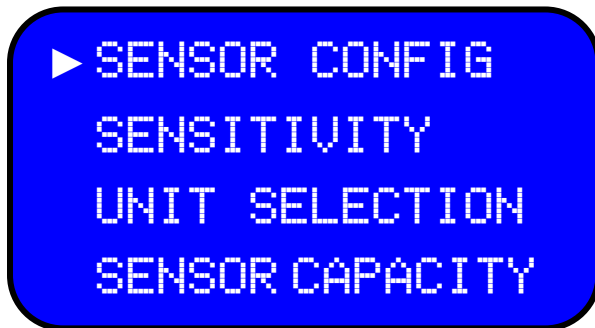 ►SENSOR CONFIG
SENSITIVITY
UNIT SELECTION
SENSOR CAPACITY